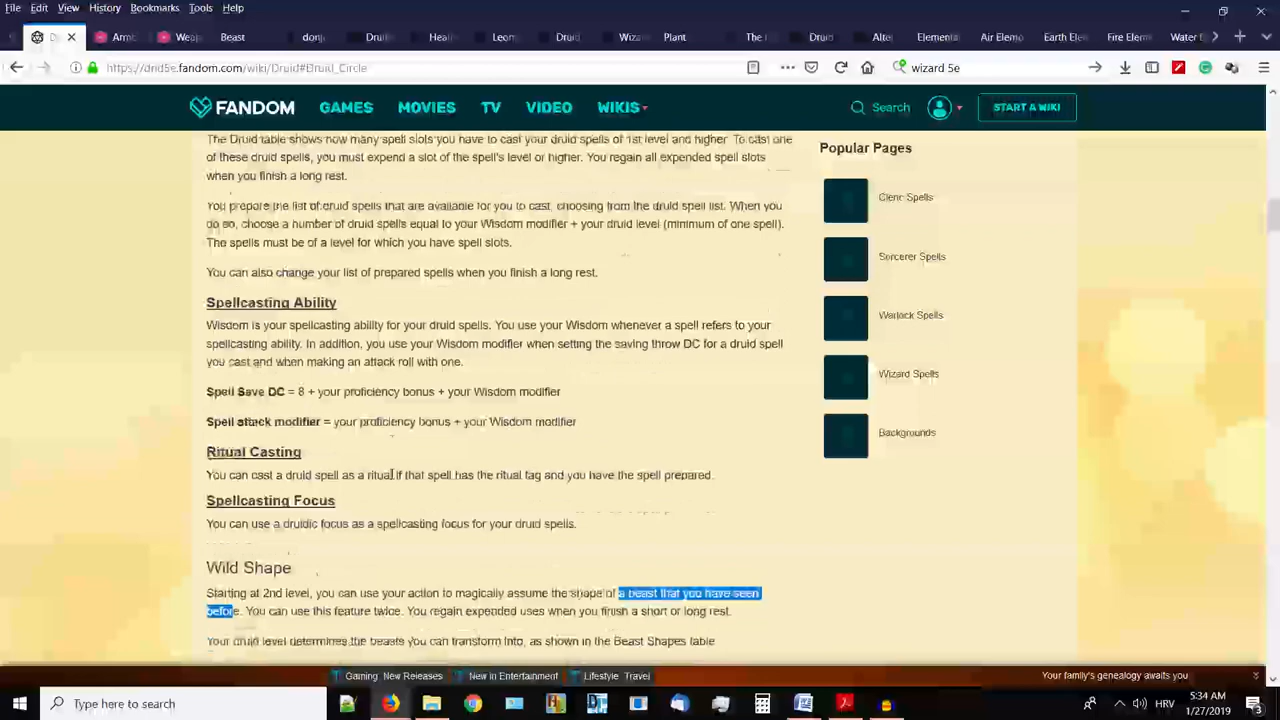 File Edit View History Bookmarks Tools Help
Beast
Druid
Wizard
Plant
Druid
Elementa
Air Elemo
Earth Eler
Fire Eleme
https://dnd5e.fandom.com/wiki/Druid#Druid_Circle
wizard 5e
FANDOM
GAMES MOVIES TV VIDEO WIKIS
Search
START A WIKI
The Druid table shows how many spell slots you have to cast your druid spells of 1st level and higher. To cast one
of these druid spells, you must expend a slot of the spell's level or higher. You regain all expended spell slots
when you finish a long rest.
You prepare the list of druid spells that are available for you to cast, choosing from the druid spell list. When you
do so, choose a number of druid spells equal to your Wisdom modifier + your druid level (minimum of one spell).
The spells must be of a level for which you have spell slots.
You can also change your list of prepared spells when you finish a long rest.
Spellcasting Ability
Wisdom is your spellcasting ability for your druid spells. You use your Wisdom whenever a spell refers to your
spellcasting ability. In addition, you use your Wisdom modifier when setting the saving throw DC for a druid spell
you cast and when making an attack roll with one.
Spell Save DC = 8 + your proficiency bonus + your Wisdom modifier
Spell attack modifier = your proficiency bonus + your Wisdom modifier
Ritual Casting
You can cast a druid spell as a ritual if that spell has the ritual tag and you have the spell prepared.
Spellcasting Focus
You can use a druidic focus as a spellcasting focus for your druid spells.
Wild Shape
Starting at 2nd level, you can use your action to magically assume the shape of a beast that you have seen
before. You can use this feature twice. You regain expended uses when you finish a short or long rest.
Your druid level determines the beasts you can transform into, as shown in the Beast Shapes table
Popular Pages
Cleric Spells
Sorcerer Spells
Warlock Spells
Wizard Spells
Backgrounds
Gaming New Releases
New in Entertainment
Lifestyle Travel
Your family's genealogy awaits you
Type here to search
HRV
5:34 AM
1/27/2019
3